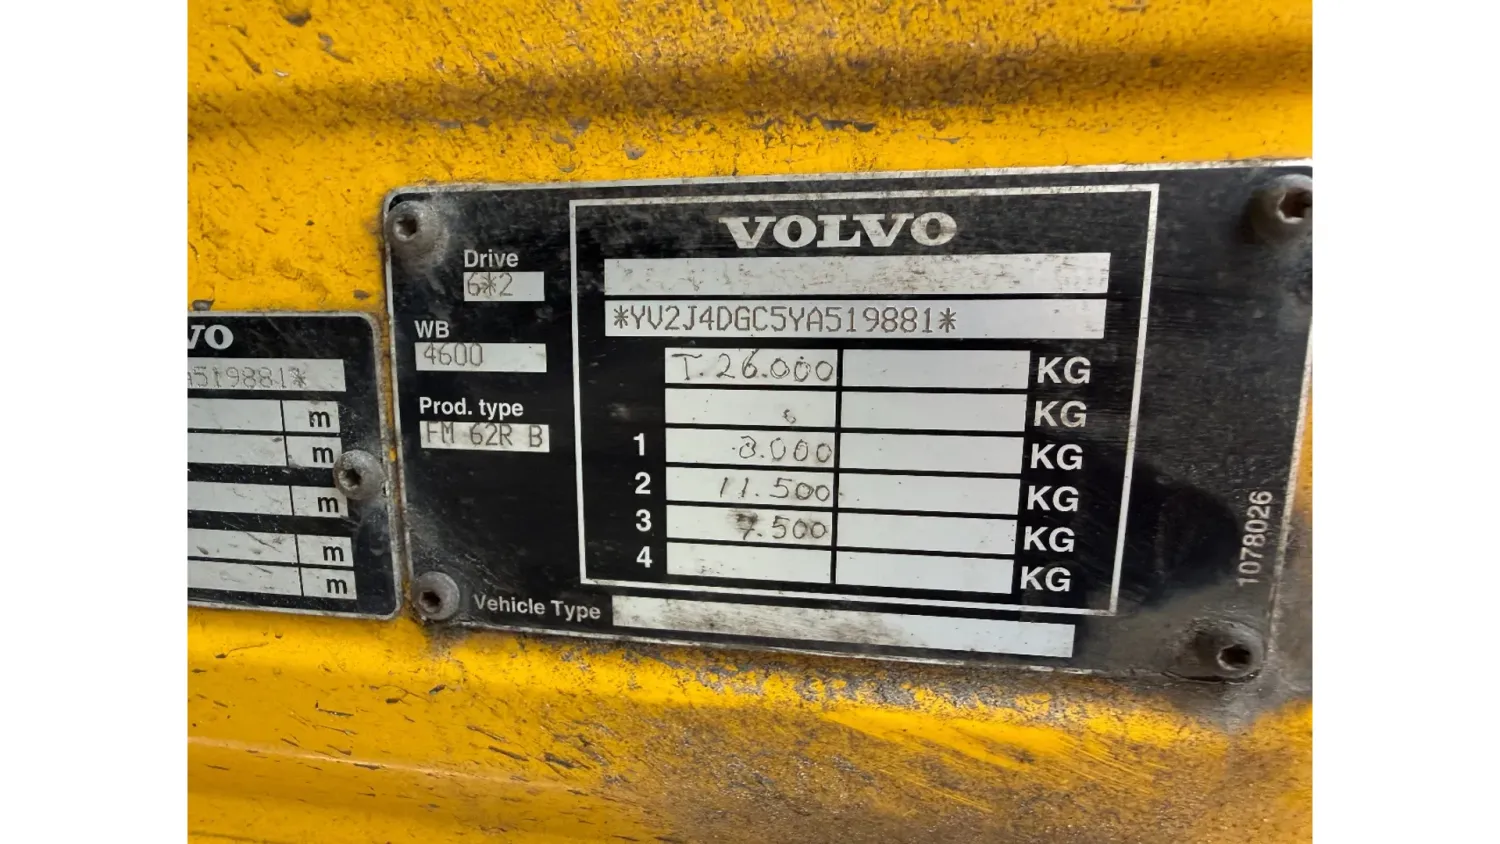 VO
A519881*
m
m
m
m
m
VOLVO
Drive
6*2
*YV2J4DGC5YA519881*
WB
4600
T. 26.000 KG
KG
Prod. type
FM 62R B
1 8.000 KG
2 11.500 KG
3 7.500 KG
4 KG
Vehicle Type
1078026